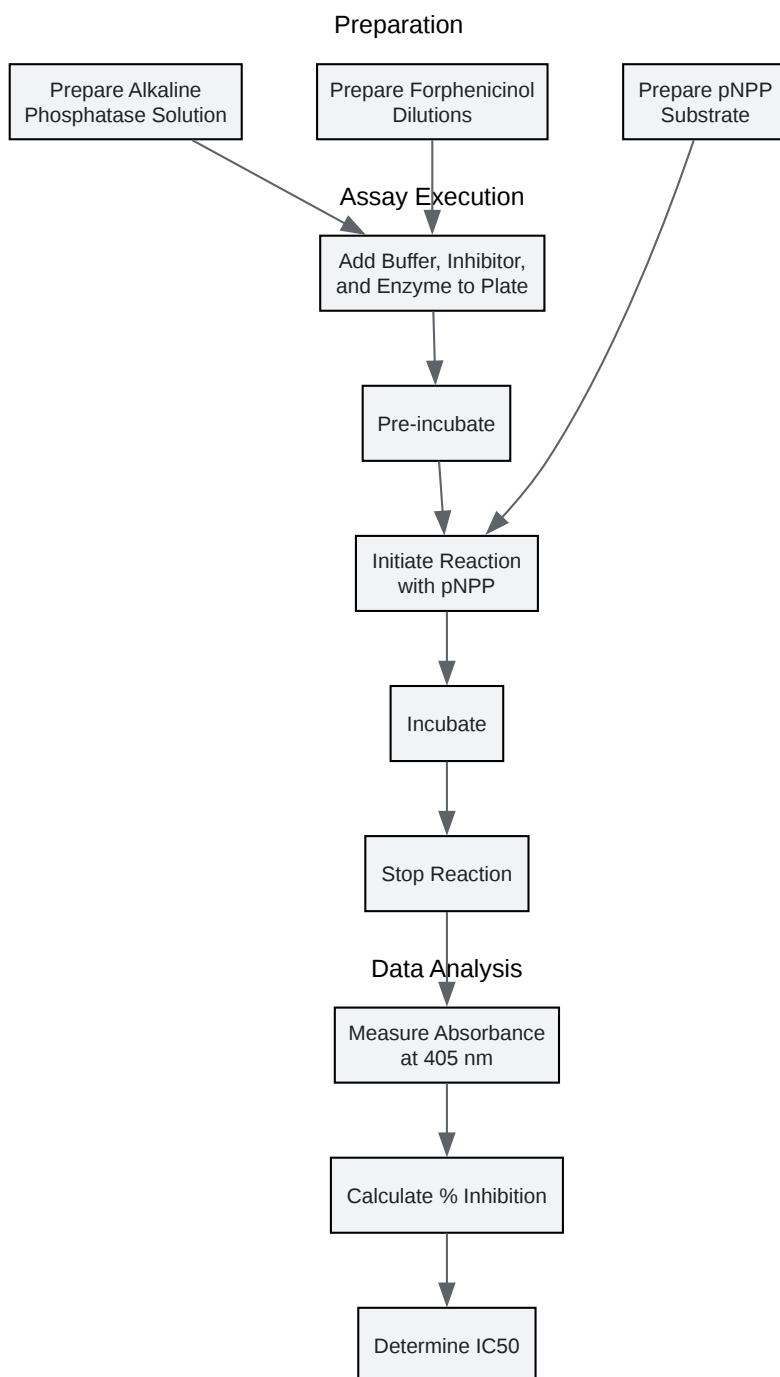 Preparation
Prepare Alkaline
Phosphatase Solution
Prepare Forphenicinol
Dilutions
Prepare pNPP
Substrate
Assay Execution
Add Buffer, Inhibitor,
and Enzyme to Plate
Pre-incubate
Initiate Reaction
with pNPP
Incubate
Stop Reaction
Data Analysis
Measure Absorbance
at 405 nm
Calculate % Inhibition
Determine IC50